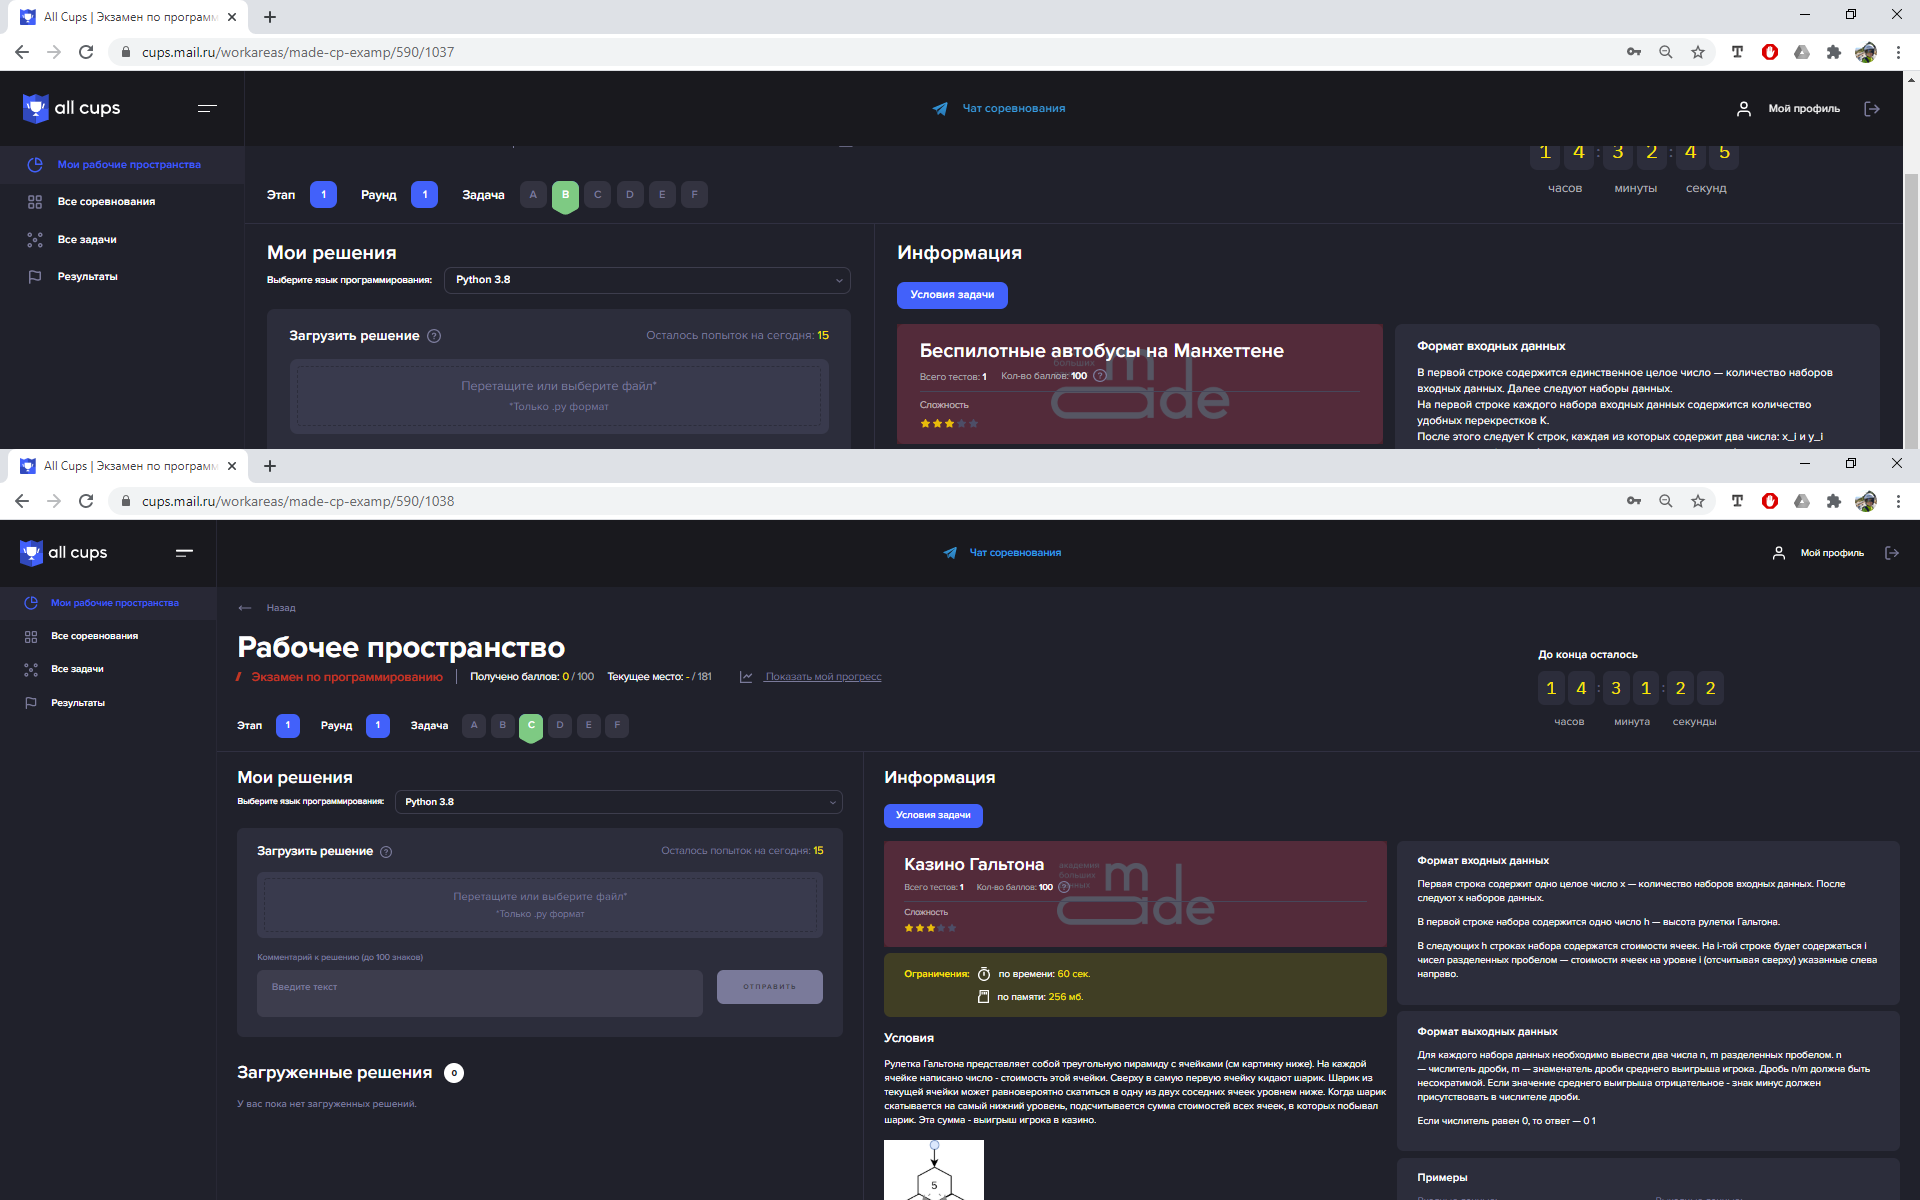 All Cups | Экзамен по программ
cups.mail.ru/workareas/made-cp-examp/590/1037
all cups
Чат соревнования
Мой профиль
Мои рабочие пространства
Все соревнования
Все задачи
Результаты
1 4 : 3 2 : 4 5
часов минуты секунд
Этап 1 Раунд 1 Задача A B C D E F
Мои решения
Выберите язык программирования: Python 3.8
Загрузить решение ? Осталось попыток на сегодня: 15
Перетащите или выберите файл*
*Только .py формат
Информация
Условия задачи
Беспилотные автобусы на Манхеттене
Всего тестов: 1 Кол-во баллов: 100 ?
Сложность
made
Формат входных данных
В первой строке содержится единственное целое число — количество наборов
входных данных. Далее следуют наборы данных.
На первой строке каждого набора входных данных содержится количество
удобных перекрестков K.
После этого следует K строк, каждая из которых содержит два числа: x_i и y_i
All Cups | Экзамен по программ
cups.mail.ru/workareas/made-cp-examp/590/1038
all cups
Чат соревнования
Мой профиль
Мои рабочие пространства
Все соревнования
Все задачи
Результаты
Назад
Рабочее пространство
Экзамен по программированию Получено баллов: 0 / 100 Текущее место: - / 181 Показать мой прогресс
До конца осталось
1 4 : 3 1 : 2 2
часов минута секунды
Этап 1 Раунд 1 Задача A B C D E F
Мои решения
Выберите язык программирования: Python 3.8
Загрузить решение ? Осталось попыток на сегодня: 15
Перетащите или выберите файл*
*Только .py формат
Комментарий к решению (до 100 знаков)
Введите текст
ОТПРАВИТЬ
Загруженные решения 0
У вас пока нет загруженных решений.
Информация
Условия задачи
Казино Гальтона
Всего тестов: 1 Кол-во баллов: 100 ?
Сложность
академия
больших
данных
made
Ограничения: по времени: 60 сек.
по памяти: 256 мб.
Условия
Рулетка Гальтона представляет собой треугольную пирамиду с ячейками (см картинку ниже). На каждой
ячейке написано число - стоимость этой ячейки. Сверху в самую первую ячейку кидают шарик. Шарик из
текущей ячейки может равновероятно скатиться в одну из двух соседних ячеек уровнем ниже. Когда шарик
скатывается на самый нижний уровень, подсчитывается сумма стоимостей всех ячеек, в которых побывал
шарик. Эта сумма - выигрыш игрока в казино.
5
Формат входных данных
Первая строка содержит одно целое число x — количество наборов входных данных. После
следуют x наборов данных.
В первой строке набора содержится одно число h — высота рулетки Гальтона.
В следующих h строках набора содержатся стоимости ячеек. На i-той строке будет содержаться i
чисел разделенных пробелом — стоимости ячеек на уровне i (отсчитывая сверху) указанные слева
направо.
Формат выходных данных
Для каждого набора данных необходимо вывести два числа n, m разделенных пробелом. n
— числитель дроби, m — знаменатель дроби среднего выигрыша игрока. Дробь n/m должна быть
несократимой. Если значение среднего выигрыша отрицательное - знак минус должен
присутствовать в числителе дроби.
Если числитель равен 0, то ответ — 0 1
Примеры